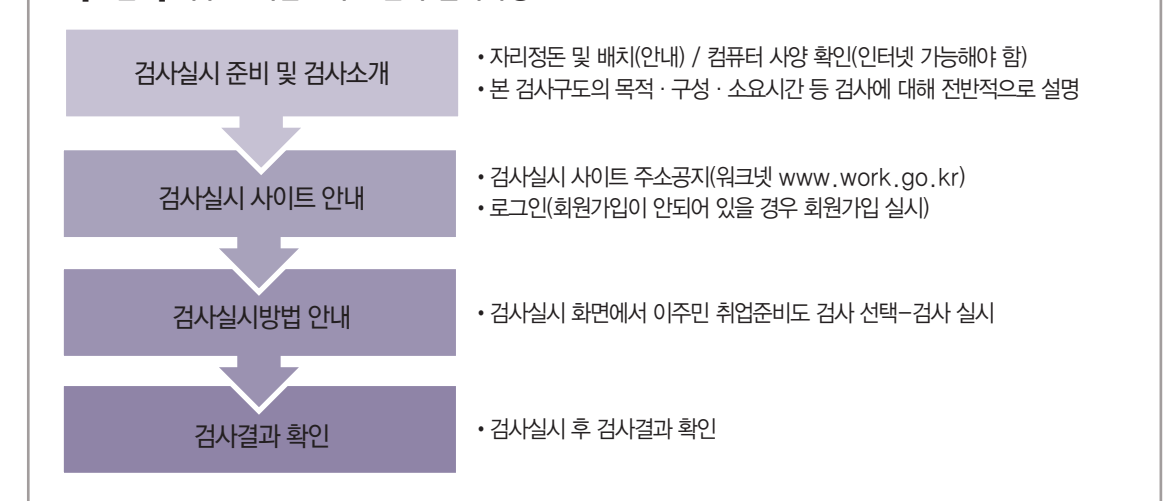 검사실시 준비 및 검사소개
• 자리정돈 및 배치(안내) / 컴퓨터 사양 확인(인터넷 가능해야 함)
• 본 검사구도의 목적 · 구성 · 소요시간 등 검사에 대해 전반적으로 설명
검사실시 사이트 안내
• 검사실시 사이트 주소공지(워크넷 www.work.go.kr)
• 로그인(회원가입이 안되어 있을 경우 회원가입 실시)
검사실시방법 안내
• 검사실시 화면에서 이주민 취업준비도 검사 선택-검사 실시
검사결과 확인
• 검사실시 후 검사결과 확인